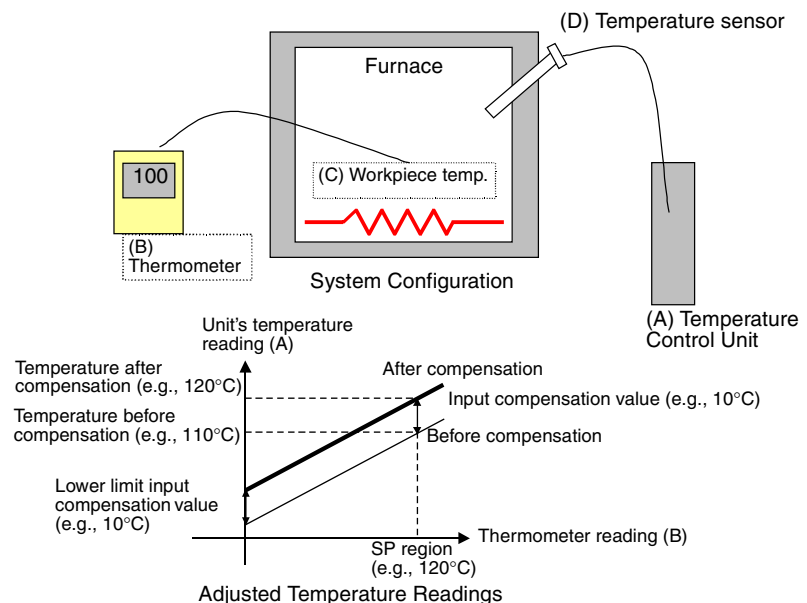 (D) Temperature sensor
Furnace
100
(C) Workpiece temp.
(B)
Thermometer
System Configuration
(A) Temperature
Control Unit
Unit's temperature
reading (A)
Temperature after
compensation (e.g., 120°C)
After compensation
Input compensation value (e.g., 10°C)
Temperature before
compensation (e.g., 110°C)
Before compensation
Lower limit input
compensation value
(e.g., 10°C)
Thermometer reading (B)
SP region
(e.g., 120°C)
Adjusted Temperature Readings